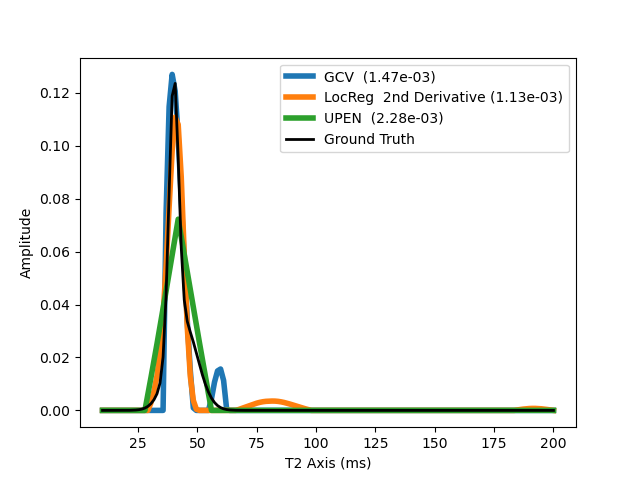 GCV  (1.47e-03)
LocReg  2nd Derivative (1.13e-03)
UPEN  (2.28e-03)
Ground Truth
0.12
0.10
0.08
0.06
0.04
0.02
0.00
Amplitude
25 50 75 100 125 150 175 200
T2 Axis (ms)